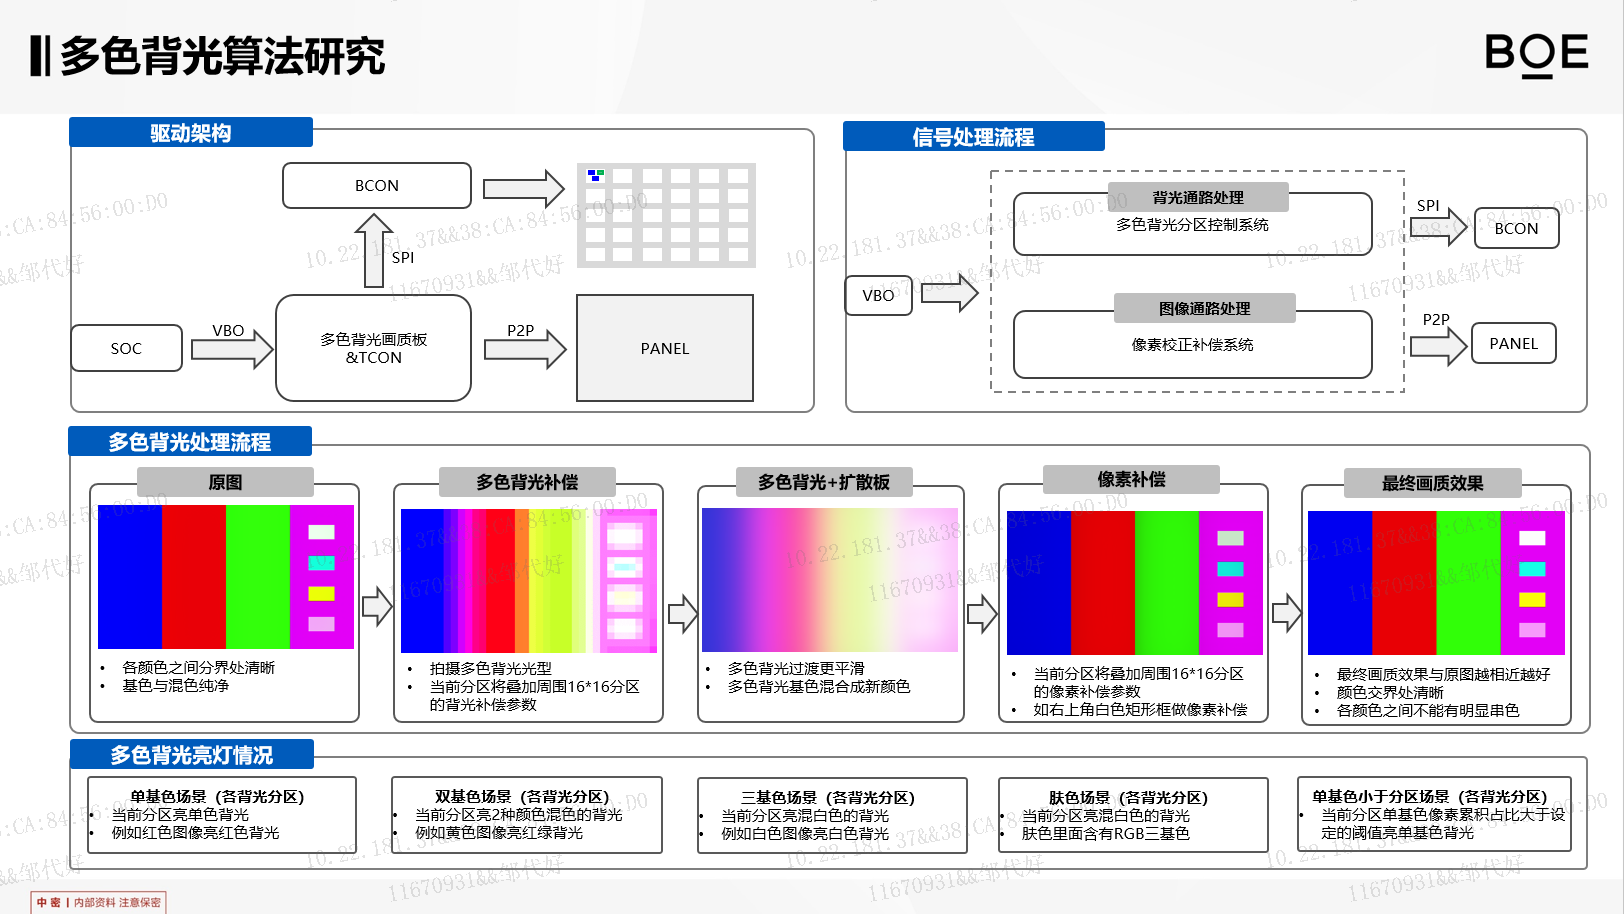 多色背光算法研究
BOE
驱动架构
BCON
SPI
SOC
VBO
多色背光画质板
&TCON
P2P
PANEL
信号处理流程
背光通路处理
多色背光分区控制系统
SPI
BCON
VBO
图像通路处理
像素校正补偿系统
P2P
PANEL
多色背光处理流程
原图
• 各颜色之间分界处清晰
• 基色与混色纯净
多色背光补偿
• 拍摄多色背光光型
• 当前分区将叠加周围16*16分区
的背光补偿参数
多色背光+扩散板
• 多色背光过渡更平滑
• 多色背光基色混合成新颜色
像素补偿
• 当前分区将叠加周围16*16分区
的像素补偿参数
• 如右上角白色矩形框做像素补偿
最终画质效果
• 最终画质效果与原图越相近越好
• 颜色交界处清晰
• 各颜色之间不能有明显串色
多色背光亮灯情况
单基色场景（各背光分区）
• 当前分区亮单色背光
• 例如红色图像亮红色背光
双基色场景（各背光分区）
• 当前分区亮2种颜色混色的背光
• 例如黄色图像亮红绿背光
三基色场景（各背光分区）
• 当前分区亮混白色的背光
• 例如白色图像亮白色背光
肤色场景（各背光分区）
• 当前分区亮混白色的背光
• 肤色里面含有RGB三基色
单基色小于分区场景（各背光分区）
• 当前分区单基色像素累积占比大于设
定的阈值亮单基色背光
中密 | 内部资料 注意保密
10.22.181.37&&38:CA:84:56:00:D0
11670931&&邹代好